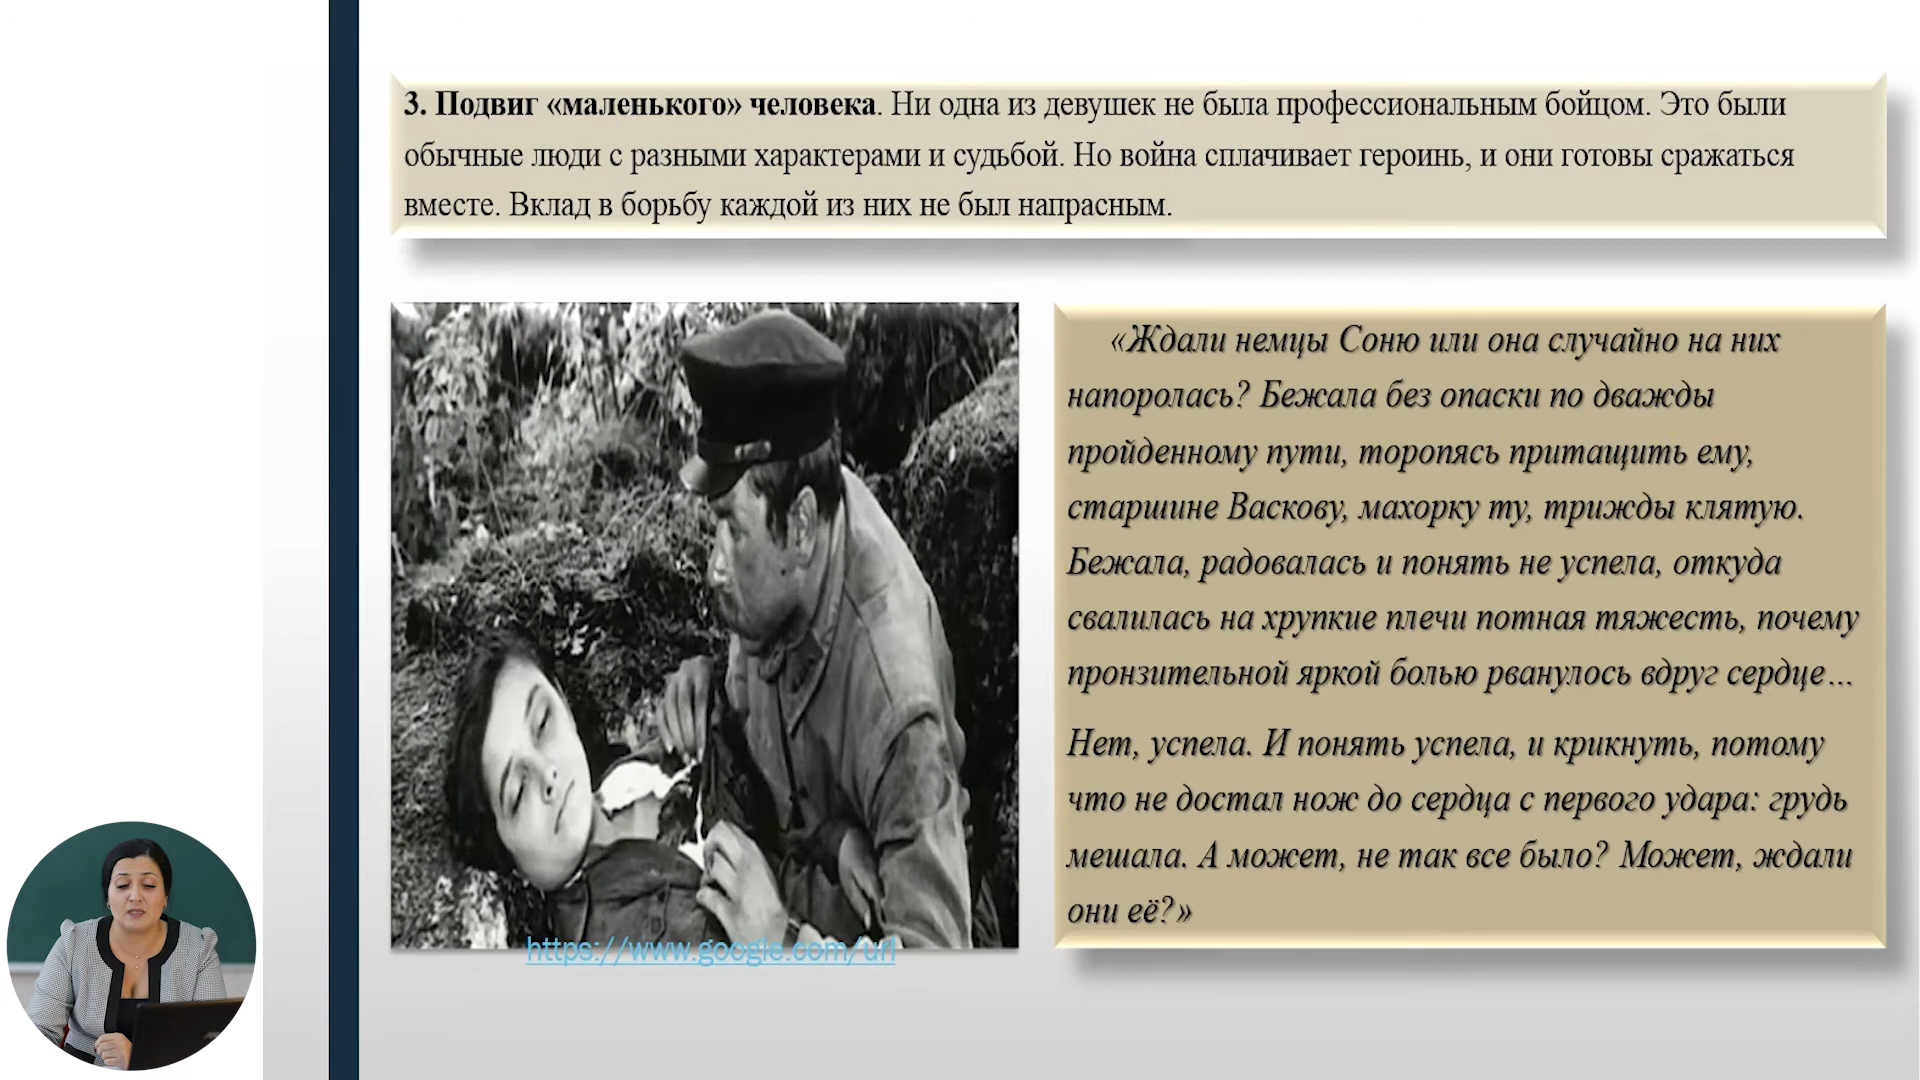 3. Подвиг «маленького» человека. Ни одна из девушек не была профессиональным бойцом. Это были
обычные люди с разными характерами и судьбой. Но война сплачивает героинь, и они готовы сражаться
вместе. Вклад в борьбу каждой из них не был напрасным.
«Ждали немцы Соню или она случайно на них
напоролась? Бежала без опаски по дважды
пройденному пути, торопясь притащить ему,
старшине Васкову, махорку ту, трижды клятую.
Бежала, радовалась и понять не успела, откуда
свалилась на хрупкие плечи потная тяжесть, почему
пронзительной яркой болью рванулось вдруг сердце…
Нет, успела. И понять успела, и крикнуть, потому
что не достал нож до сердца с первого удара: грудь
мешала. А может, не так все было? Может, ждали
они её?»
https://www.google.com/url